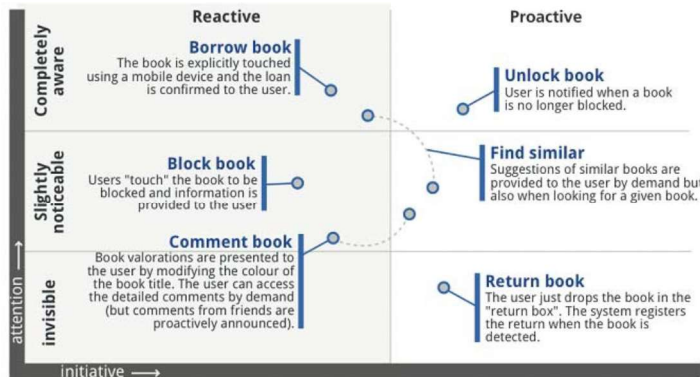 Reactive
Proactive
Completely
aware
Borrow book
The book is explicitly touched
using a mobile device and the loan
is confirmed to the user.
Unlock book
User is notified when a book
is no longer blocked.
Slightly
noticeable
Block book
Users "touch" the book to be
blocked and information is
provided to the user
Find similar
Suggestions of similar books are
provided to the user by demand but
also when looking for a given book.
invisible
Comment book
Book valorations are presented to
the user by modifying the colour of
the book title. The user can access
the detailed comments by demand
(but comments from friends are
proactively announced).
Return book
The user just drops the book in the
"return box". The system registers
the return when the book is
detected.
attention
initiative